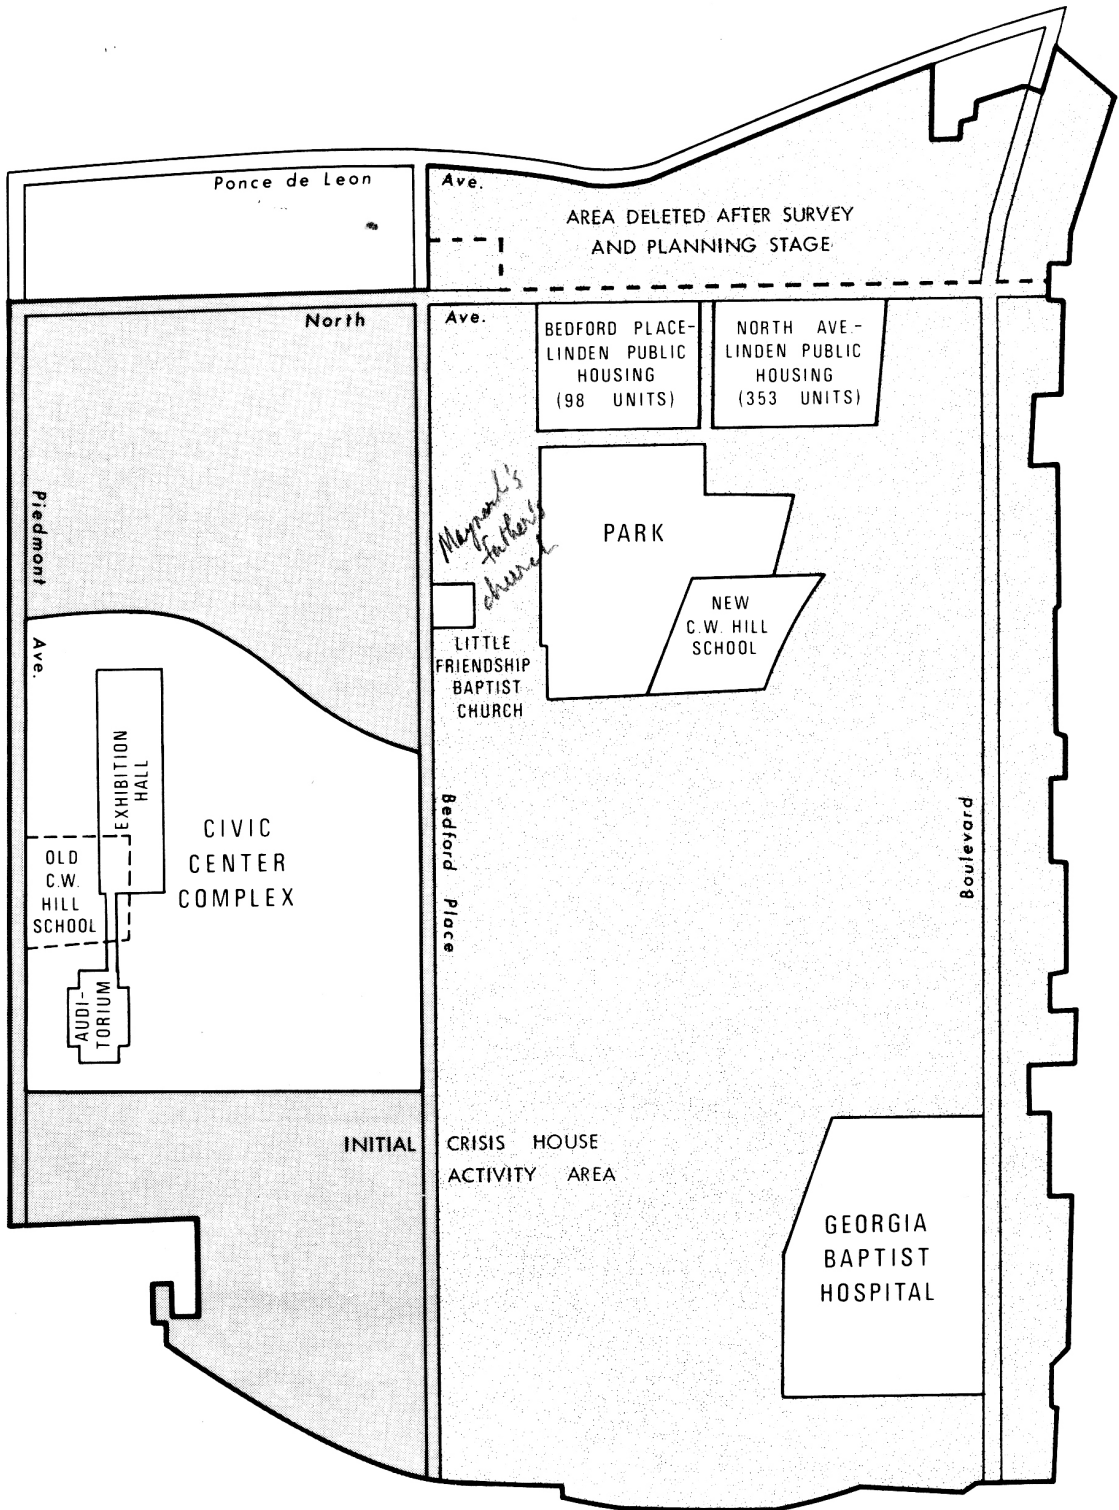 Ponce de Leon Ave.
AREA DELETED AFTER SURVEY
AND PLANNING STAGE
North Ave.
BEDFORD PLACE-
LINDEN PUBLIC
HOUSING
(98 UNITS)
NORTH AVE.-
LINDEN PUBLIC
HOUSING
(353 UNITS)
Piedmont Ave.
Maynard's
father's
church
PARK
NEW
C.W. HILL
SCHOOL
LITTLE
FRIENDSHIP
BAPTIST
CHURCH
EXHIBITION
HALL
CIVIC
CENTER
COMPLEX
OLD
C.W.
HILL
SCHOOL
AUDI-
TORIUM
Bedford Place
Boulevard
INITIAL CRISIS HOUSE
ACTIVITY AREA
GEORGIA
BAPTIST
HOSPITAL